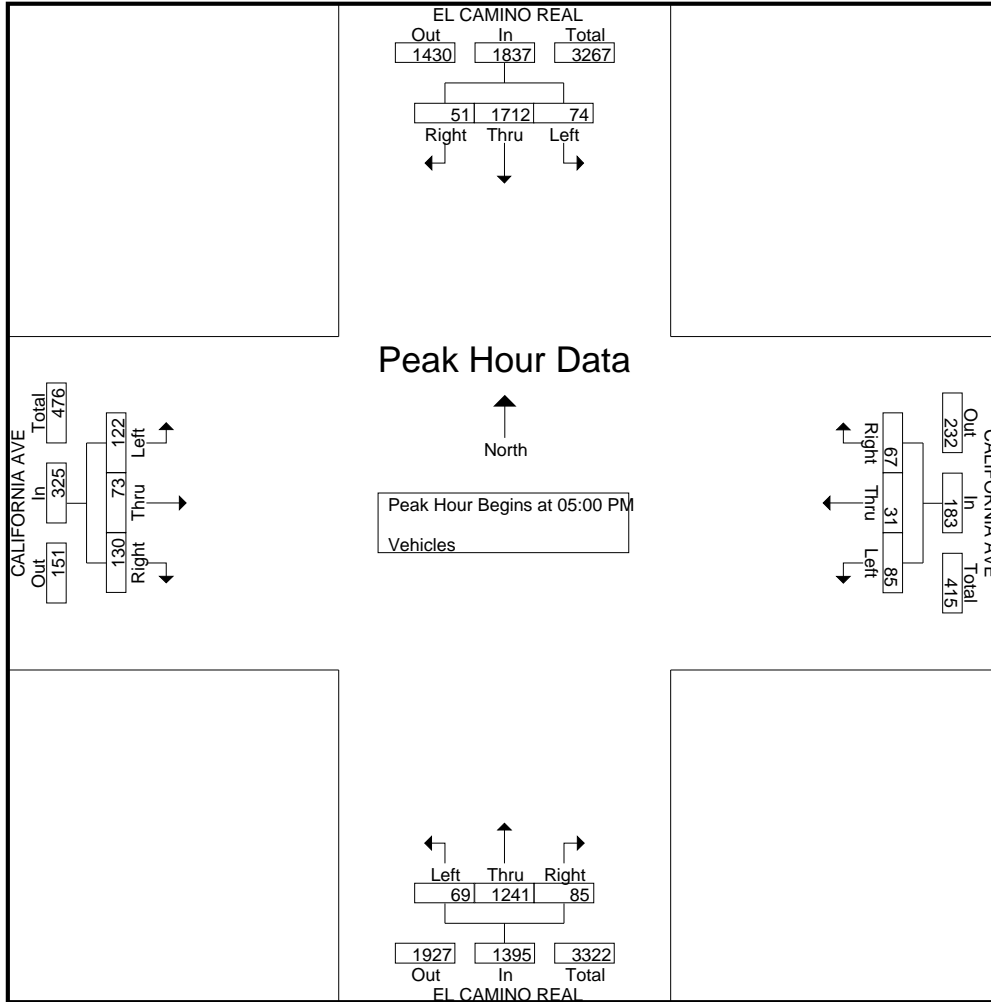 EL CAMINO REAL
Out In Total
1430 1837 3267
51 1712 74
Right Thru Left
Peak Hour Data
North
Peak Hour Begins at 05:00 PM
Vehicles
CALIFORNIA AVE
Out In Total
151 325 476
Right Thru Left
130 73 122
CALIFORNIA AVE
Out In Total
232 183 415
Right Thru Left
67 31 85
Left Thru Right
69 1241 85
1927 1395 3322
Out In Total
EL CAMINO REAL